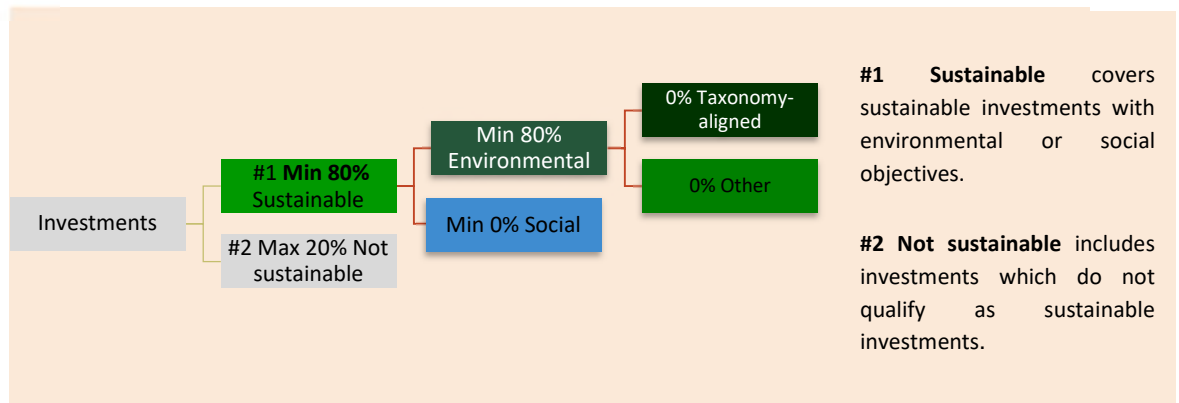 Investments
#1 Min 80%
Sustainable
#2 Max 20% Not
sustainable
Min 80%
Environmental
Min 0% Social
0% Taxonomy-
aligned
0% Other
#1 Sustainable covers
sustainable investments with
environmental or social
objectives.
#2 Not sustainable includes
investments which do not
qualify as sustainable
investments.